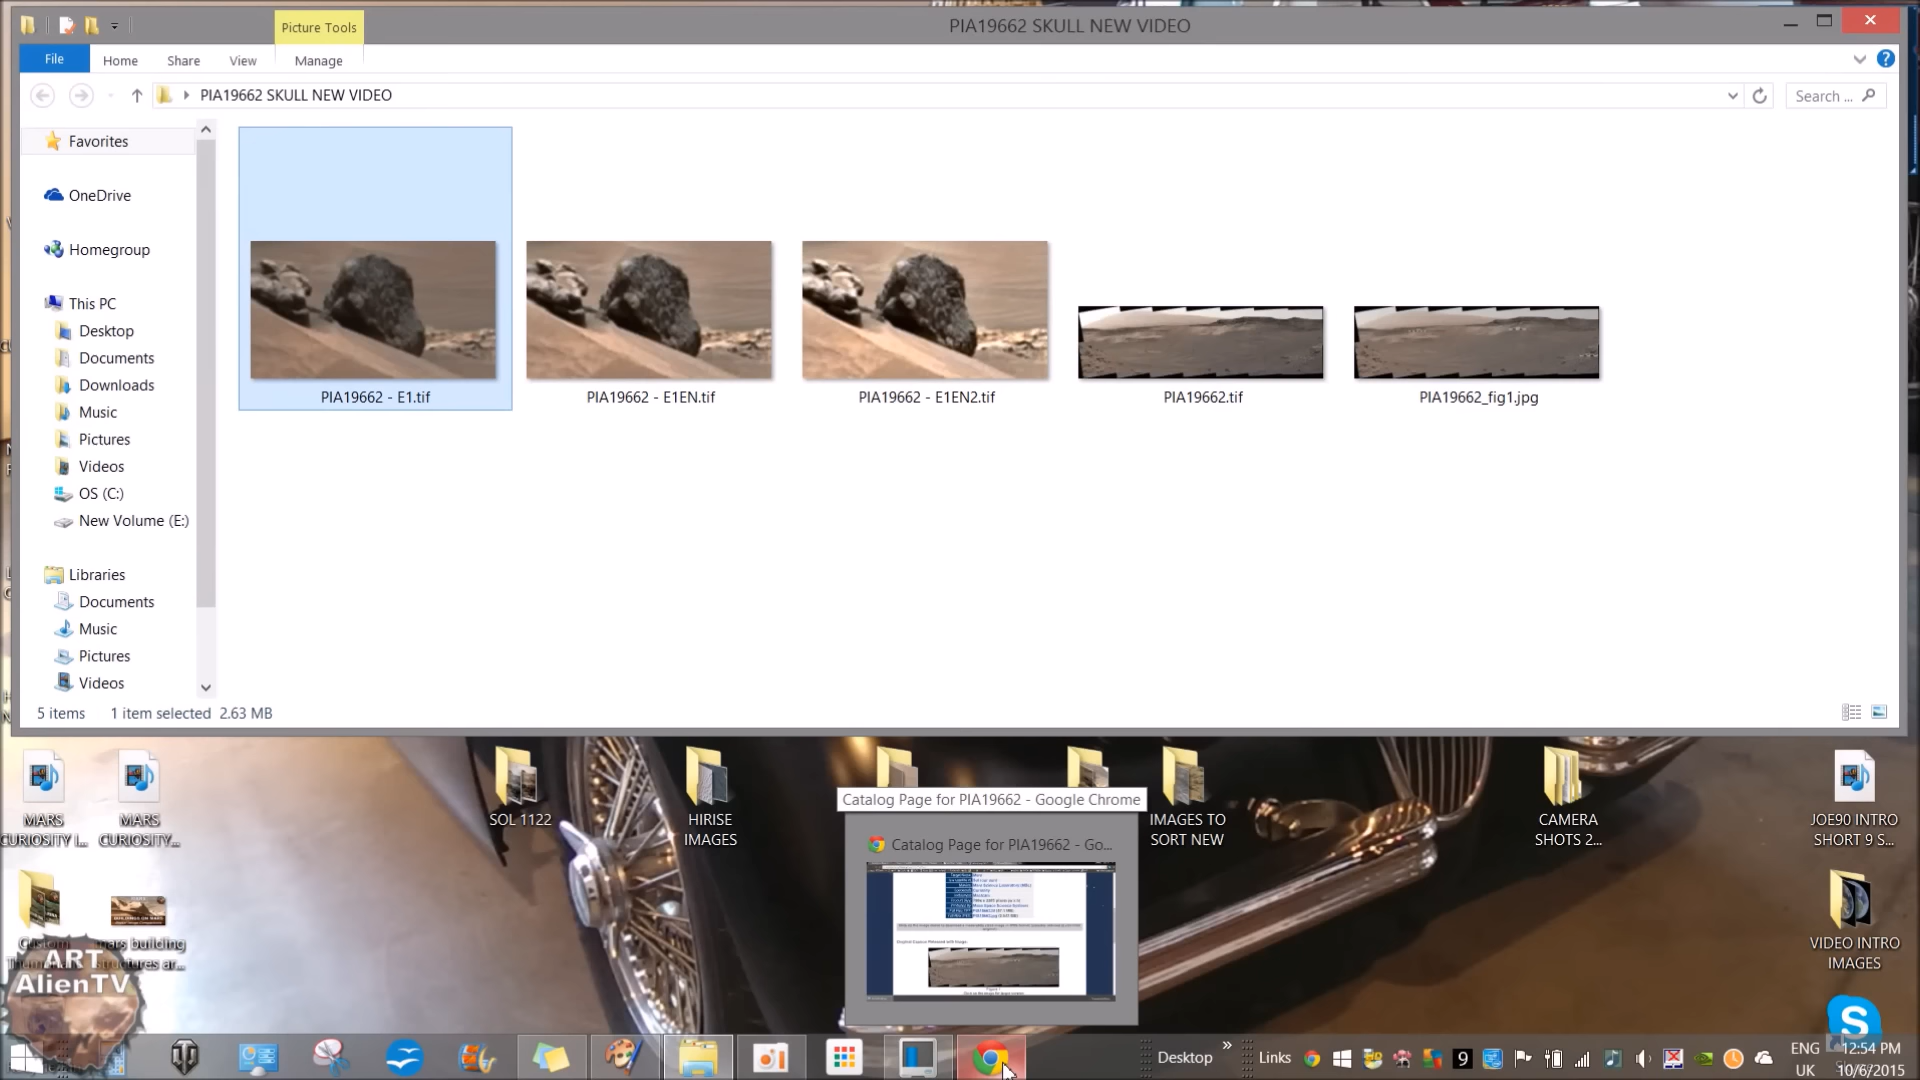 Picture Tools
PIA19662 SKULL NEW VIDEO
File
Home
Share
View
Manage
PIA19662 SKULL NEW VIDEO
Search ...
Favorites
OneDrive
Homegroup
This PC
Desktop
Documents
Downloads
Music
Pictures
Videos
OS (C:)
New Volume (E:)
Libraries
Documents
Music
Pictures
Videos
PIA19662 - E1.tif
PIA19662 - E1EN.tif
PIA19662 - E1EN2.tif
PIA19662.tif
PIA19662_fig1.jpg
5 items
1 item selected 2.63 MB
MARS
CURIOSITY I...
MARS
CURIOSITY...
SOL 1122
HIRISE
IMAGES
Catalog Page for PIA19662 - Google Chrome
Catalog Page for PIA19662 - Go...
IMAGES TO
SORT NEW
CAMERA
SHOTS 2...
JOE90 INTRO
SHORT 9 S...
mars building
structures ar...
ART
AlienTV
VIDEO INTRO
IMAGES
Desktop
Links
9
ENG
UK
12:54 PM
10/6/2015